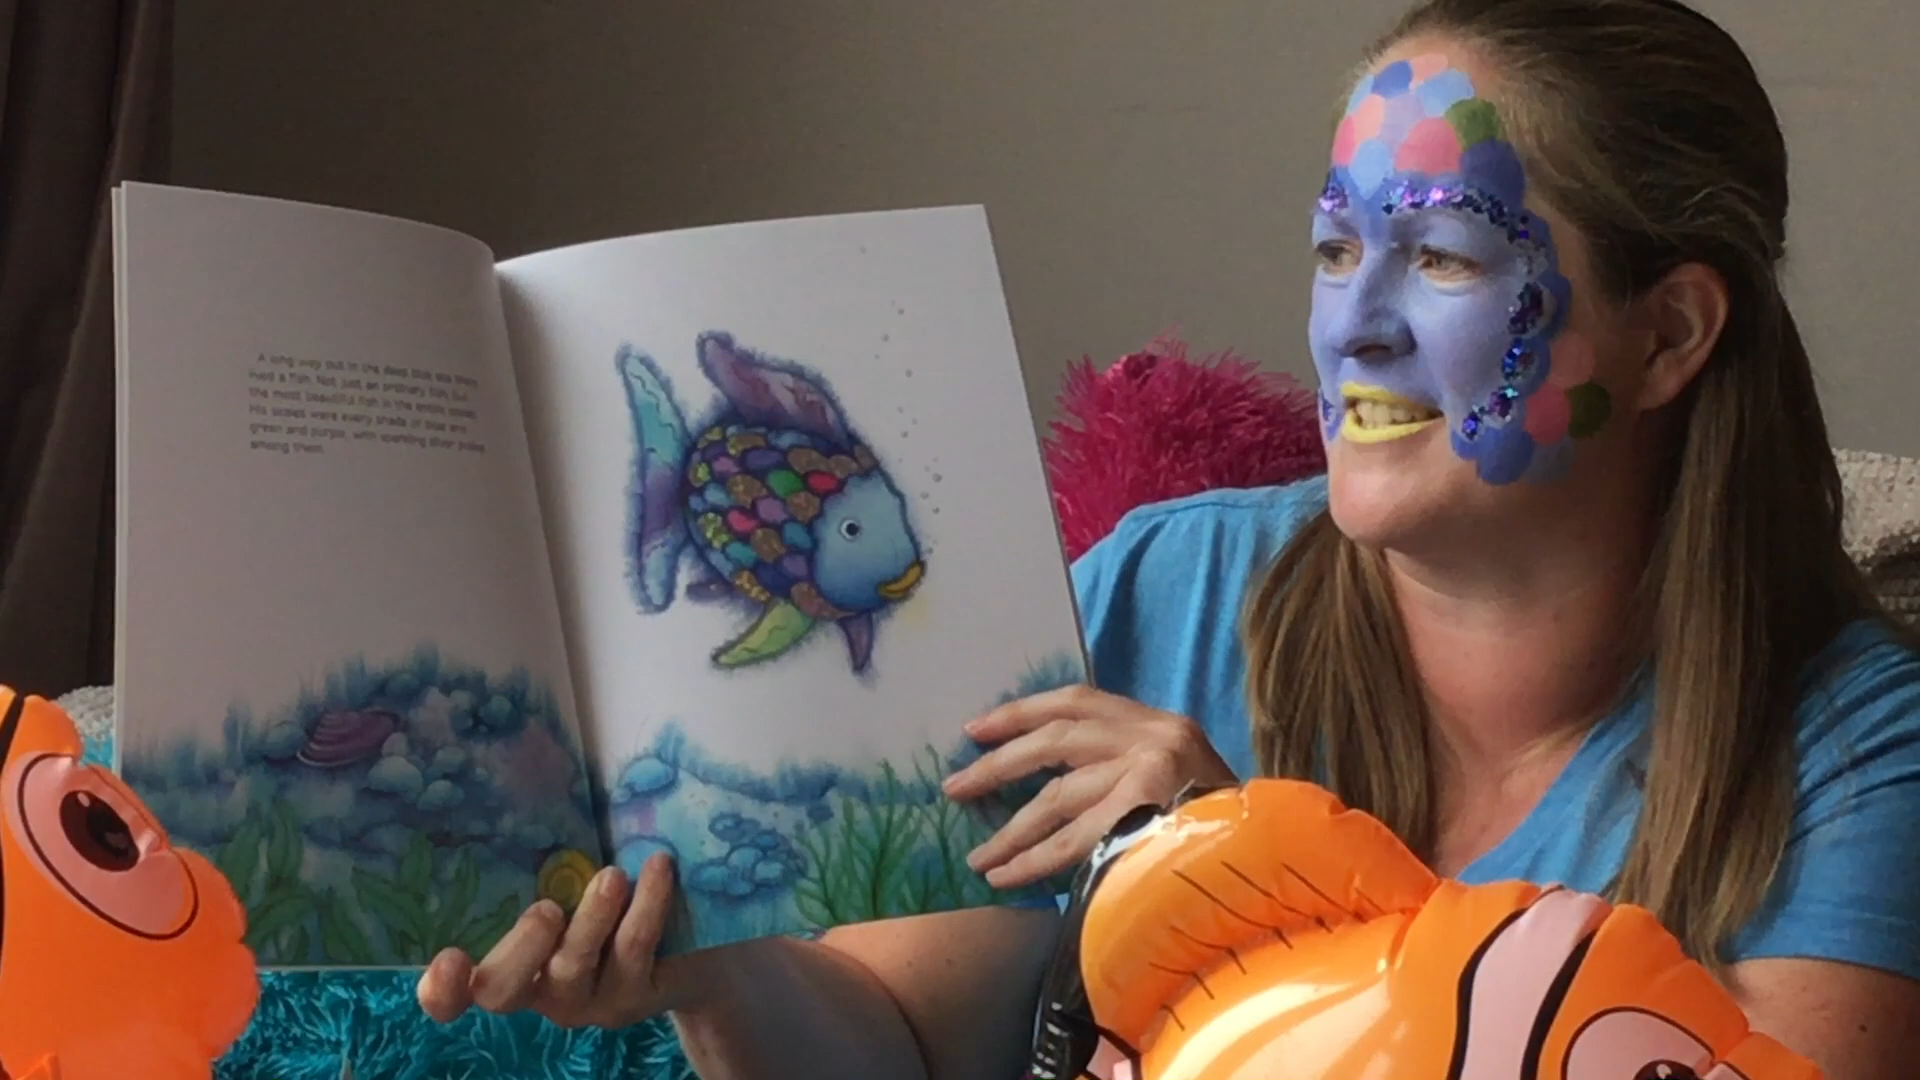 A long way out in the deep blue sea there
lived a fish. Not just an ordinary fish, but
the most beautiful fish in the entire ocean.
His scales were every shade of blue and
green and purple, with sparkling silver scales
among them.